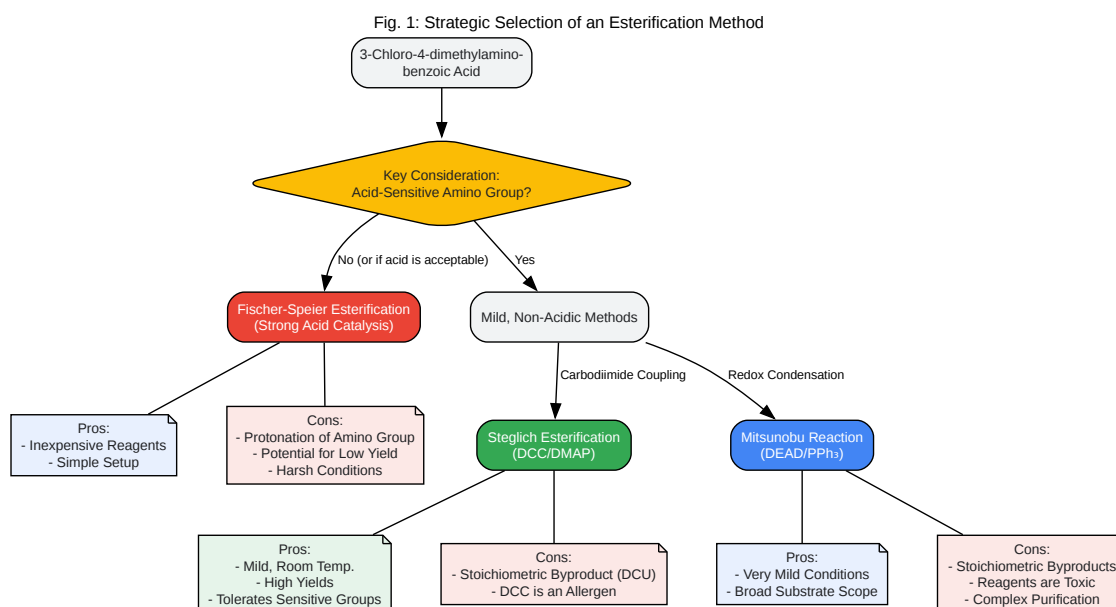 Fig. 1: Strategic Selection of an Esterification Method
3-Chloro-4-dimethylamino-
benzoic Acid
Key Consideration:
Acid-Sensitive Amino Group?
No (or if acid is acceptable)
Yes
Fischer-Speier Esterification
(Strong Acid Catalysis)
Mild, Non-Acidic Methods
Carbodiimide Coupling
Redox Condensation
Pros:
- Inexpensive Reagents
- Simple Setup
Cons:
- Protonation of Amino Group
- Potential for Low Yield
- Harsh Conditions
Steglich Esterification
(DCC/DMAP)
Mitsunobu Reaction
(DEAD/PPh₃)
Pros:
- Mild, Room Temp.
- High Yields
- Tolerates Sensitive Groups
Cons:
- Stoichiometric Byproduct (DCU)
- DCC is an Allergen
Pros:
- Very Mild Conditions
- Broad Substrate Scope
Cons:
- Stoichiometric Byproducts
- Reagents are Toxic
- Complex Purification